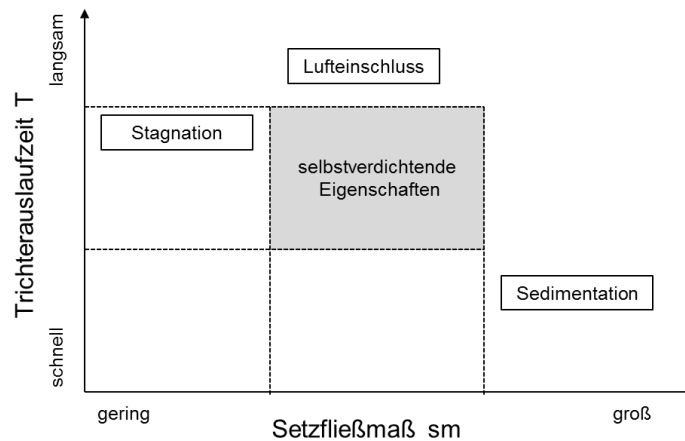 langsam
Lufteinschluss
Trichterauslaufzeit T
Stagnation
selbstverdichtende
Eigenschaften
Sedimentation
schnell
gering
groß
Setzfließmaß sm